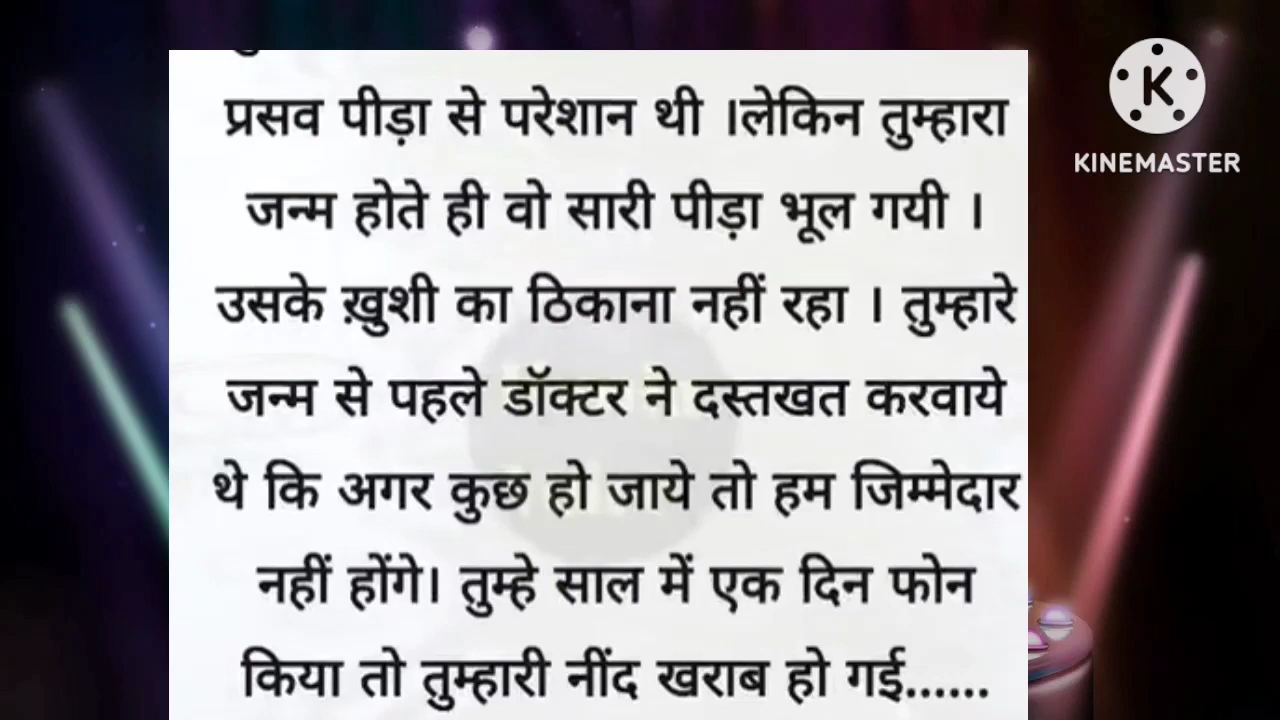 प्रसव पीड़ा से परेशान थी ।लेकिन तुम्हारा
जन्म होते ही वो सारी पीड़ा भूल गयी ।
उसके ख़ुशी का ठिकाना नहीं रहा । तुम्हारे
जन्म से पहले डॉक्टर ने दस्तखत करवाये
थे कि अगर कुछ हो जाये तो हम जिम्मेदार
नहीं होंगे। तुम्हे साल में एक दिन फोन
किया तो तुम्हारी नींद खराब हो गई......
K
KINEMASTER